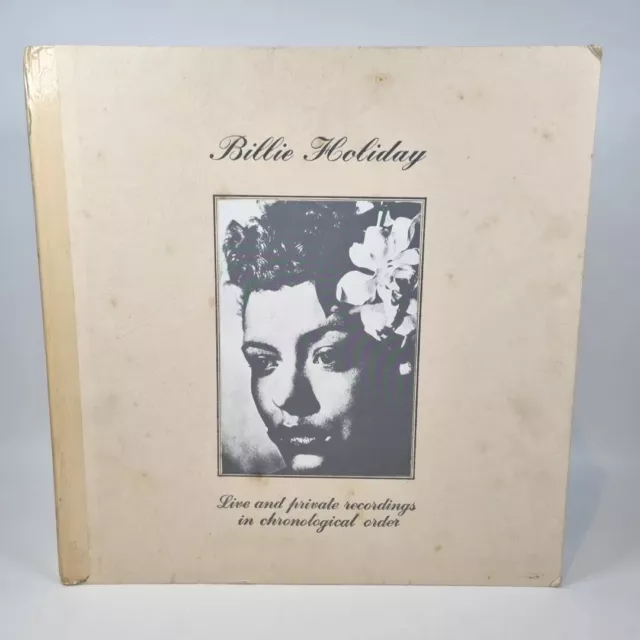 Billie Holiday
Live and private recordings
in chronological order